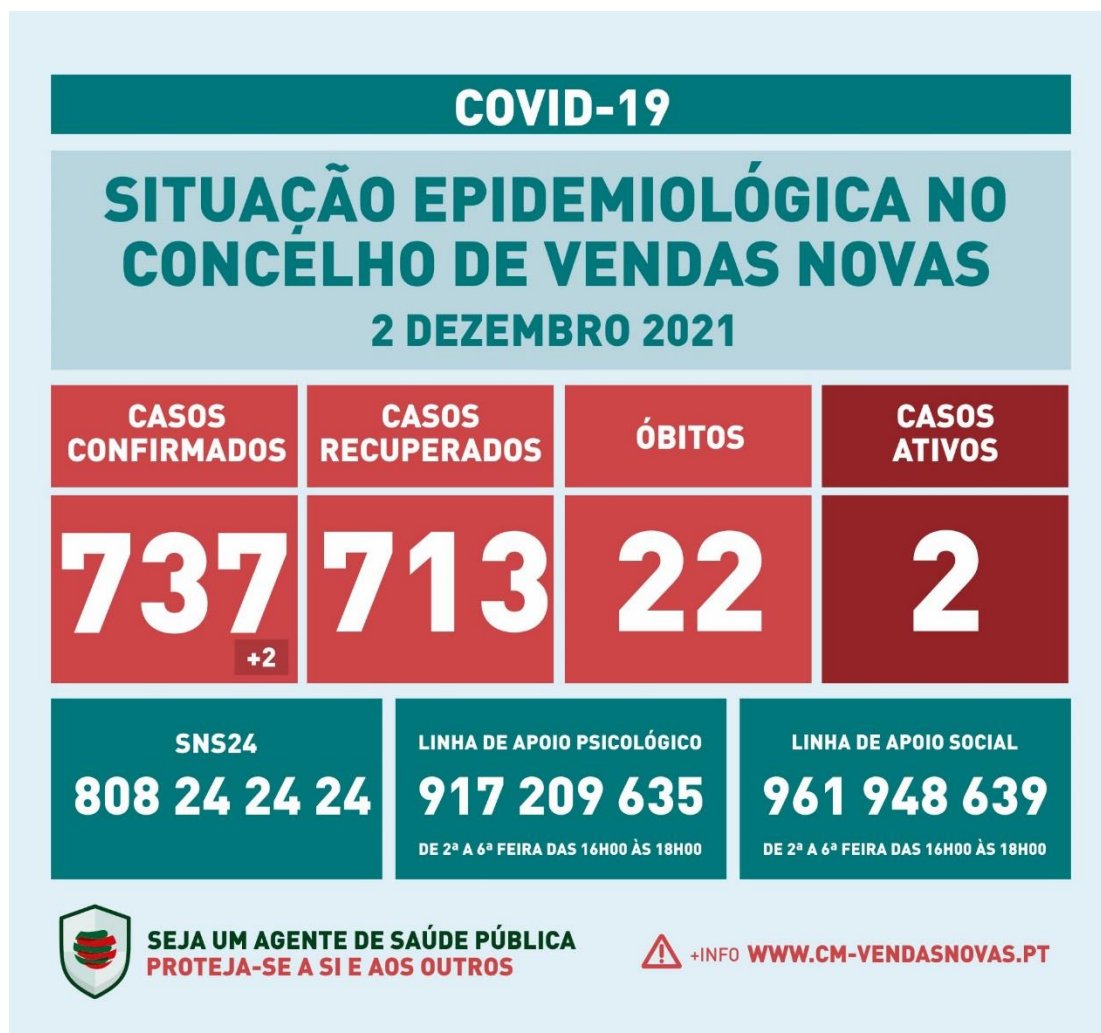 COVID-19
SITUAÇÃO EPIDEMIOLÓGICA NO
CONCELHO DE VENDAS NOVAS
2 DEZEMBRO 2021
CASOS
CONFIRMADOS
737
+2
CASOS
RECUPERADOS
713
ÓBITOS
22
CASOS
ATIVOS
2
SNS24
808 24 24 24
LINHA DE APOIO PSICOLÓGICO
917 209 635
DE 2ª A 6ª FEIRA DAS 16H00 ÀS 18H00
LINHA DE APOIO SOCIAL
961 948 639
DE 2ª A 6ª FEIRA DAS 16H00 ÀS 18H00
SEJA UM AGENTE DE SAÚDE PÚBLICA
PROTEJA-SE A SI E AOS OUTROS
+INFO WWW.CM-VENDASNOVAS.PT